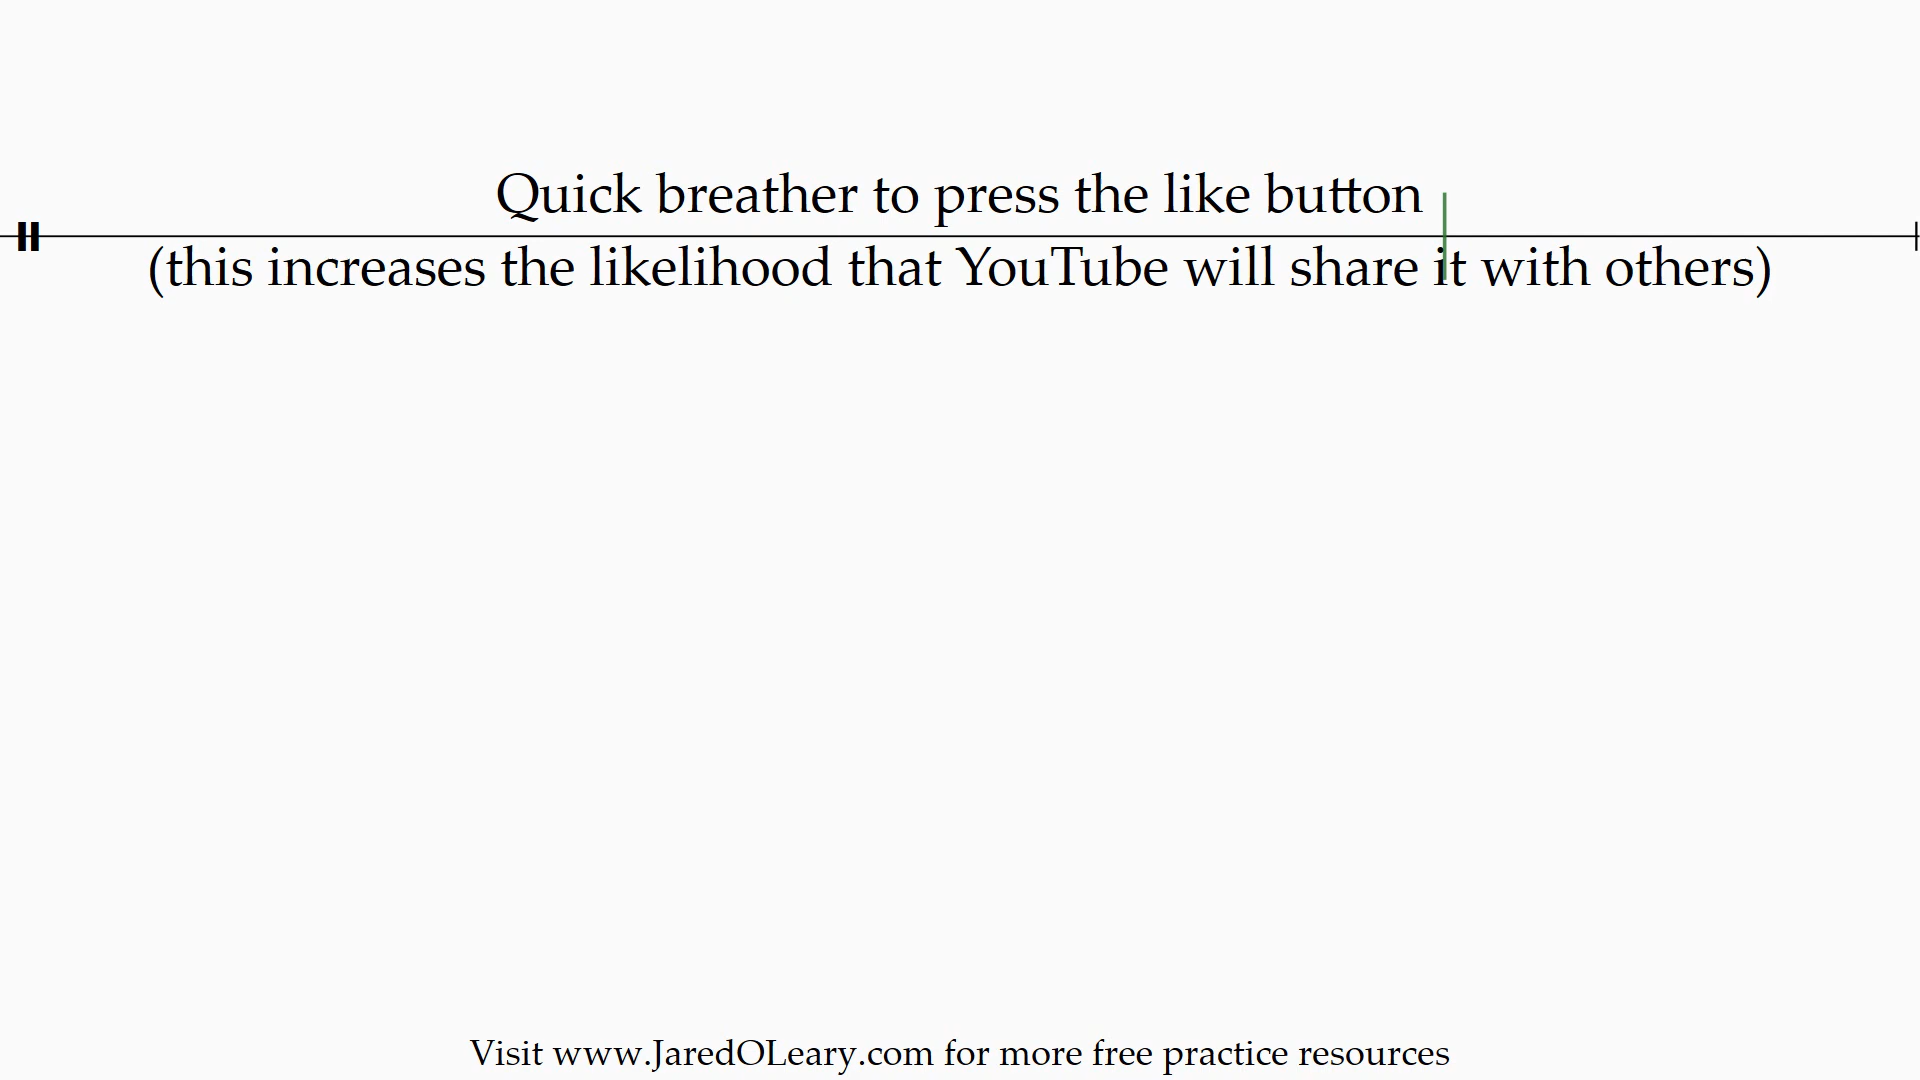 Quick breather to press the like button
(this increases the likelihood that YouTube will share it with others)
Visit www.JaredOLeary.com for more free practice resources